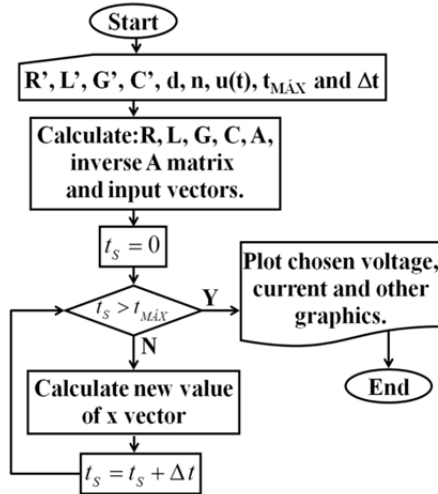 Start
R’, L’, G’, C’, d, n, u(t), tMÁX and Δt
Calculate:R, L, G, C, A,
inverse A matrix
and input vectors.
tS = 0
tS > tMÁX
Y
N
Plot chosen voltage,
current and other
graphics.
End
Calculate new value
of x vector
tS = tS + Δt